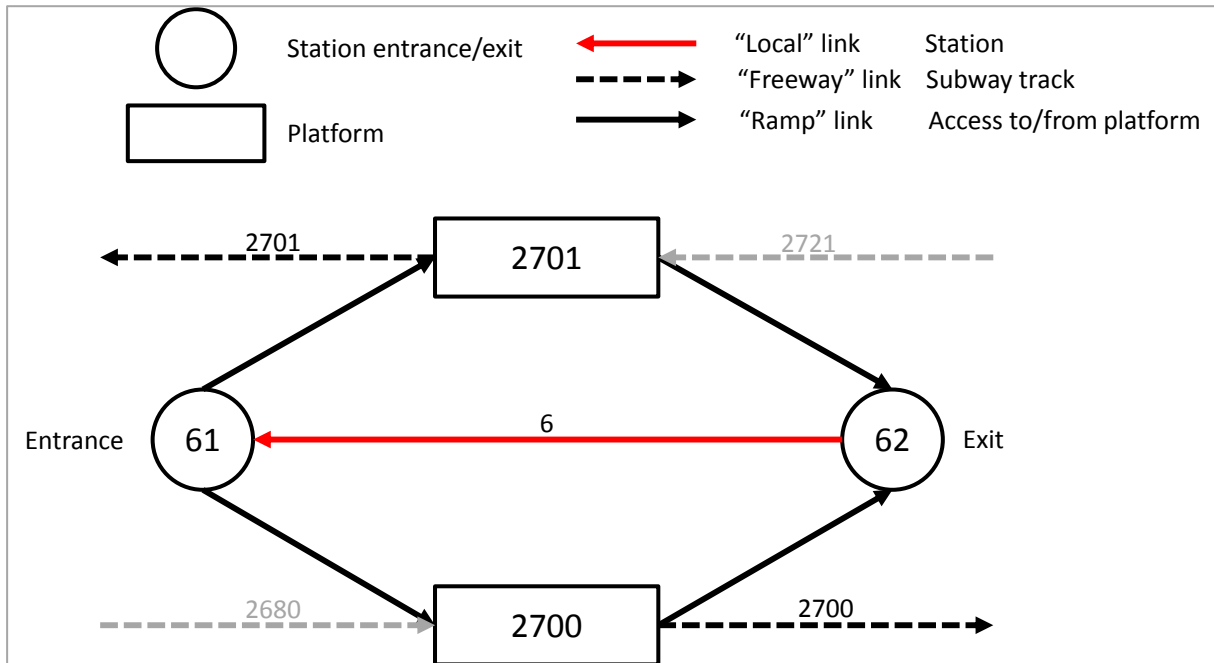 Station entrance/exit
“Local” link Station
“Freeway” link Subway track
Platform
“Ramp” link Access to/from platform
2701
2701
2721
Entrance
61
6
62
Exit
2680
2700
2700